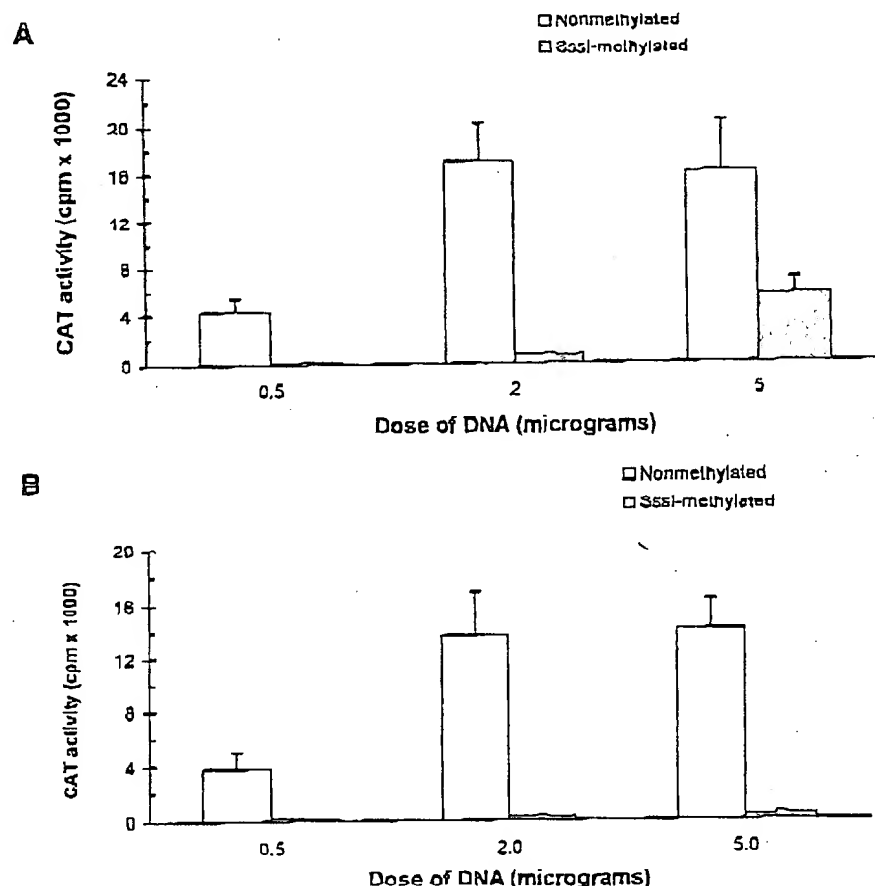 A
Nonmethylated
SssI-methylated
CAT activity (cpm x 1000)
24
20
16
12
8
4
0
0.5
2
5
Dose of DNA (micrograms)
B
Nonmethylated
SssI-methylated
CAT activity (cpm x 1000)
20
16
12
8
4
0
0.5
2.0
5.0
Dose of DNA (micrograms)